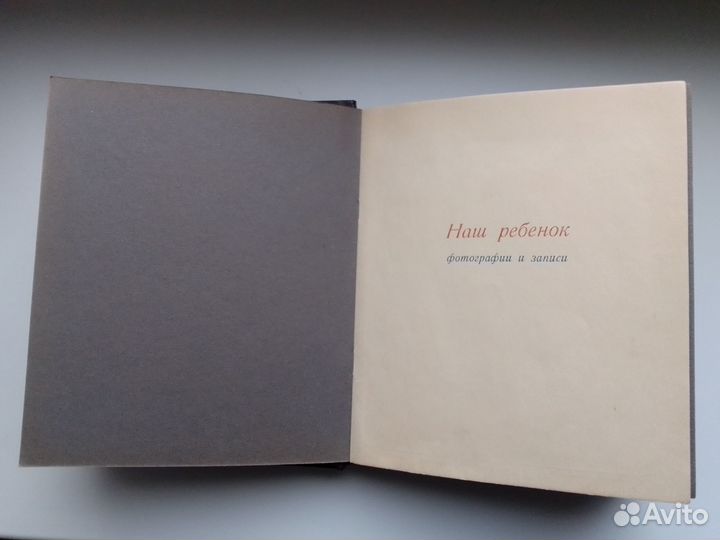 Наш ребенок
фотографии и записи
Avito